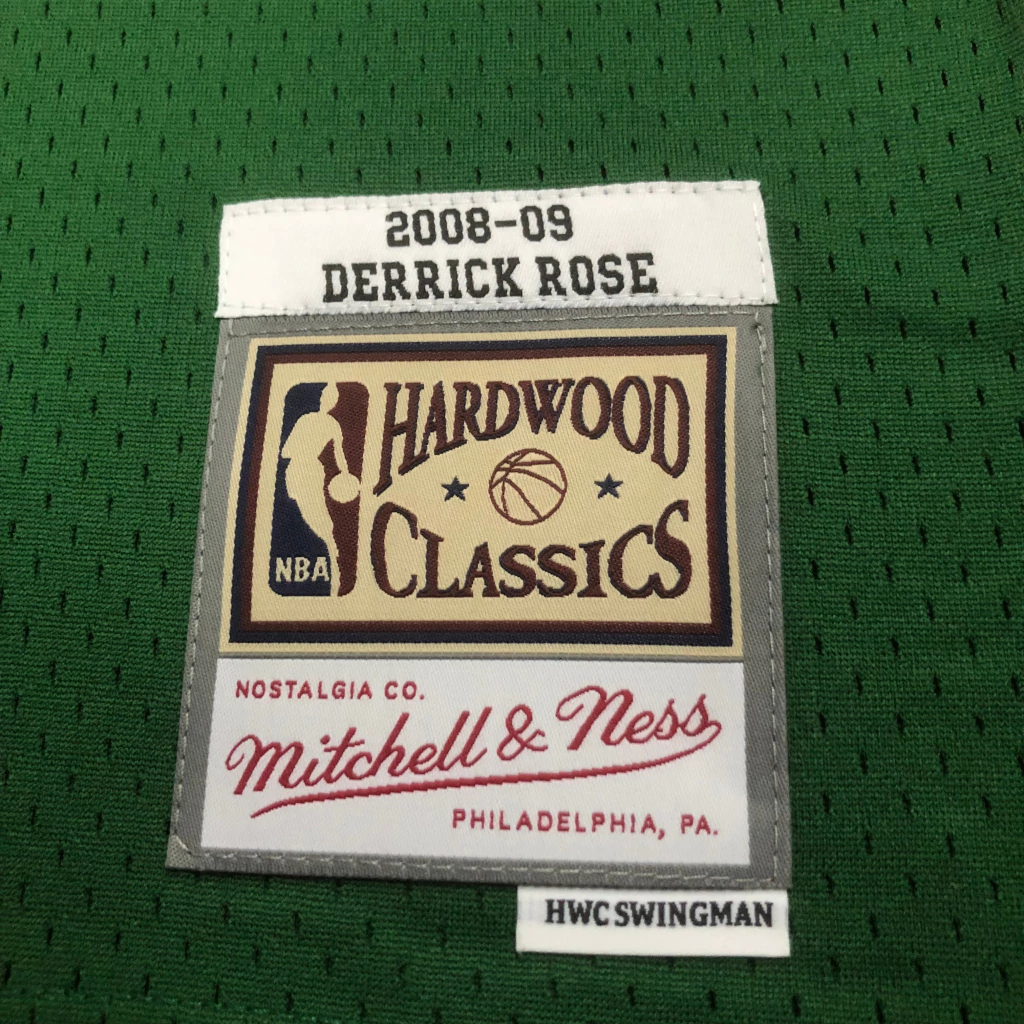 2008-09
DERRICK ROSE
HARDWOOD
CLASSICS
NBA
NOSTALGIA CO.
Mitchell & Ness
PHILADELPHIA, PA.
HWC SWINGMAN